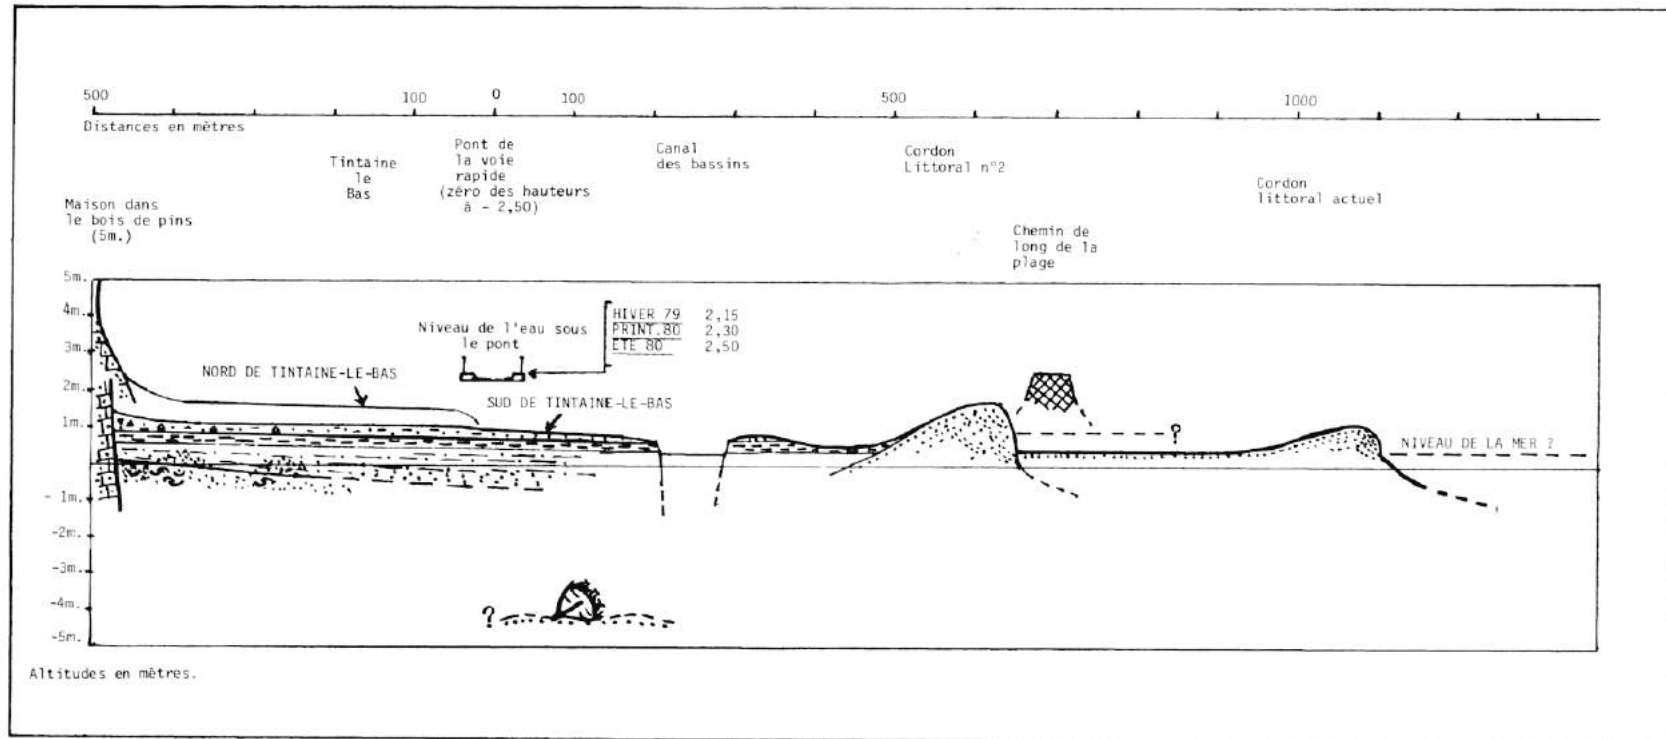 500 100 0 100 500 1000
Distances en mètres
Maison dans
le bois de pins
(5m.)
Tintaine
le
Bas
Pont de
la voie
rapide
(zéro des hauteurs
à - 2,50)
Canal
des bassins
Cordon
Littoral n°2
Chemin de
long de la
plage
Cordon
littoral actuel
5m.
4m.
3m.
2m.
1m.
0
- 1m.
-2m.
-3m.
-4m.
-5m.
Niveau de l'eau sous
le pont
HIVER 79 2,15
PRINT.80 2,30
ETE 80 2,50
NORD DE TINTAINE-LE-BAS
SUD DE TINTAINE-LE-BAS
?
NIVEAU DE LA MER ?
?
Altitudes en mètres.